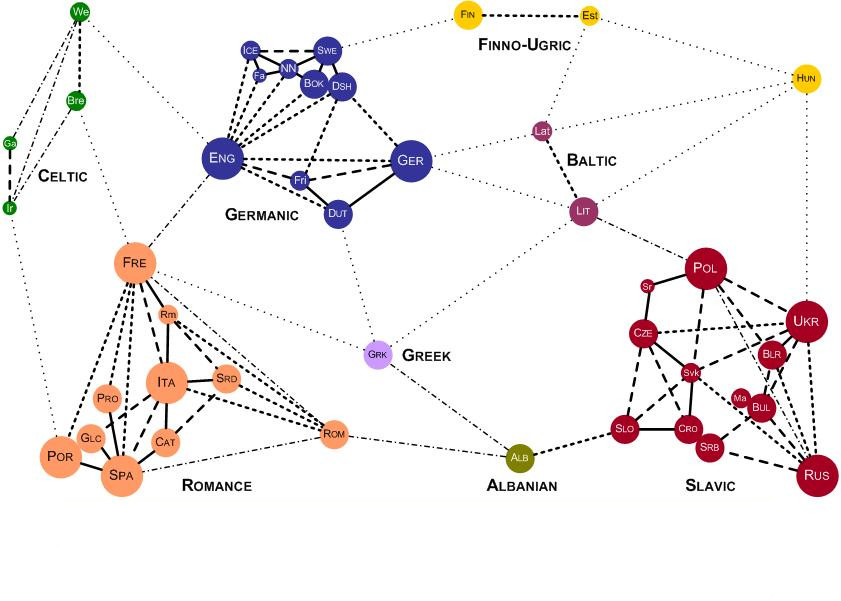 We
FIN
Est
FINNO-UGRIC
ICE
SWE
NN
Fa
BOK
DSH
HUN
Bre
Ga
CELTIC
Ir
ENG
GER
Fri
GERMANIC
DUT
Lat
BALTIC
LIT
FRE
Rm
ITA
SRD
PRO
GLC
CAT
POR
SPA
ROM
ROMANCE
GRK
GREEK
ALB
ALBANIAN
POL
Sr
UKR
CZE
BLR
Svk
Ma
BUL
SLO
CRO
SRB
RUS
SLAVIC